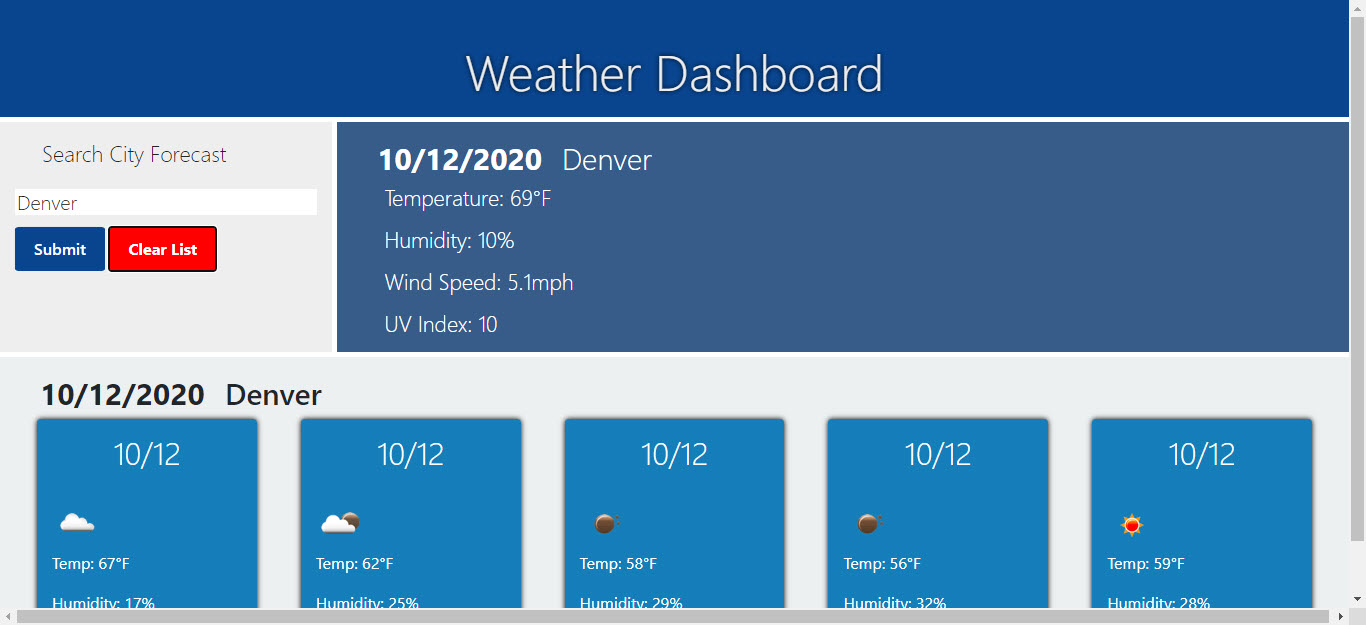 Weather Dashboard
Search City Forecast
Denver
Submit Clear List
10/12/2020 Denver
Temperature: 69°F
Humidity: 10%
Wind Speed: 5.1mph
UV Index: 10
10/12/2020 Denver
10/12
Temp: 67°F
Humidity: 17%
10/12
Temp: 62°F
Humidity: 25%
10/12
Temp: 58°F
Humidity: 29%
10/12
Temp: 56°F
Humidity: 32%
10/12
Temp: 59°F
Humidity: 28%